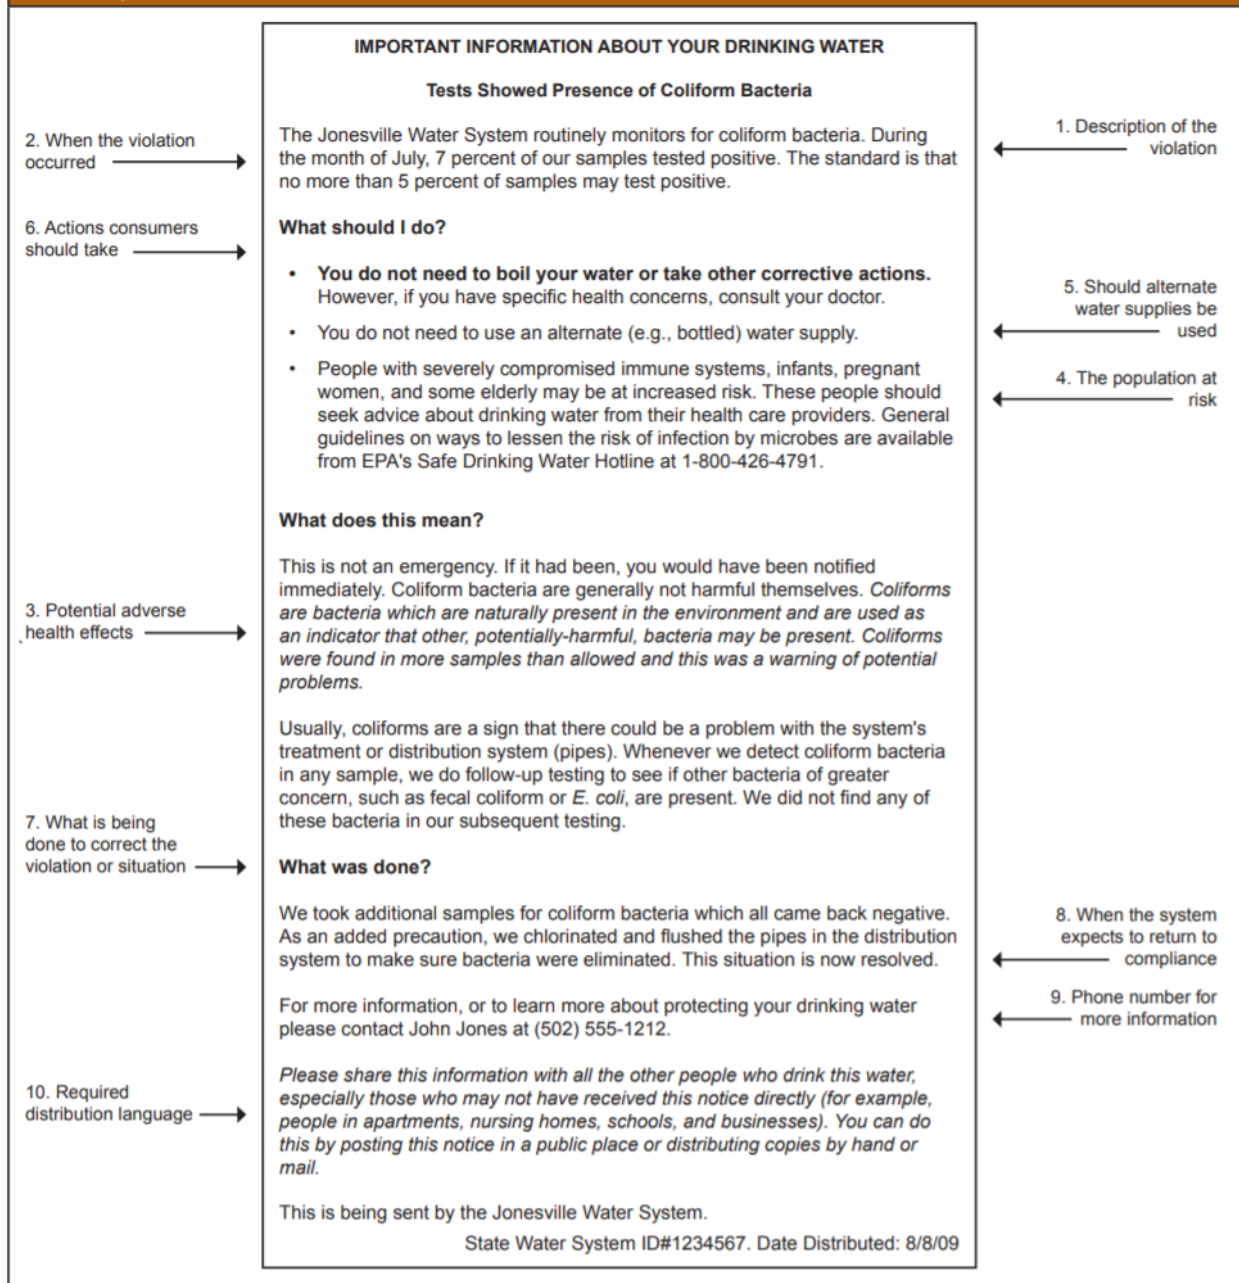 IMPORTANT INFORMATION ABOUT YOUR DRINKING WATER
Tests Showed Presence of Coliform Bacteria
2. When the violation
occurred
The Jonesville Water System routinely monitors for coliform bacteria. During
the month of July, 7 percent of our samples tested positive. The standard is that
no more than 5 percent of samples may test positive.
1. Description of the
violation
6. Actions consumers
should take
What should I do?
• You do not need to boil your water or take other corrective actions.
However, if you have specific health concerns, consult your doctor.
• You do not need to use an alternate (e.g., bottled) water supply.
5. Should alternate
water supplies be
used
• People with severely compromised immune systems, infants, pregnant
women, and some elderly may be at increased risk. These people should
seek advice about drinking water from their health care providers. General
guidelines on ways to lessen the risk of infection by microbes are available
from EPA's Safe Drinking Water Hotline at 1-800-426-4791.
4. The population at
risk
What does this mean?
3. Potential adverse
health effects
This is not an emergency. If it had been, you would have been notified
immediately. Coliform bacteria are generally not harmful themselves. Coliforms
are bacteria which are naturally present in the environment and are used as
an indicator that other, potentially-harmful, bacteria may be present. Coliforms
were found in more samples than allowed and this was a warning of potential
problems.
Usually, coliforms are a sign that there could be a problem with the system's
treatment or distribution system (pipes). Whenever we detect coliform bacteria
in any sample, we do follow-up testing to see if other bacteria of greater
concern, such as fecal coliform or E. coli, are present. We did not find any of
these bacteria in our subsequent testing.
7. What is being
done to correct the
violation or situation
What was done?
We took additional samples for coliform bacteria which all came back negative.
As an added precaution, we chlorinated and flushed the pipes in the distribution
system to make sure bacteria were eliminated. This situation is now resolved.
8. When the system
expects to return to
compliance
For more information, or to learn more about protecting your drinking water
please contact John Jones at (502) 555-1212.
9. Phone number for
more information
10. Required
distribution language
Please share this information with all the other people who drink this water,
especially those who may not have received this notice directly (for example,
people in apartments, nursing homes, schools, and businesses). You can do
this by posting this notice in a public place or distributing copies by hand or
mail.
This is being sent by the Jonesville Water System.
State Water System ID#1234567. Date Distributed: 8/8/09